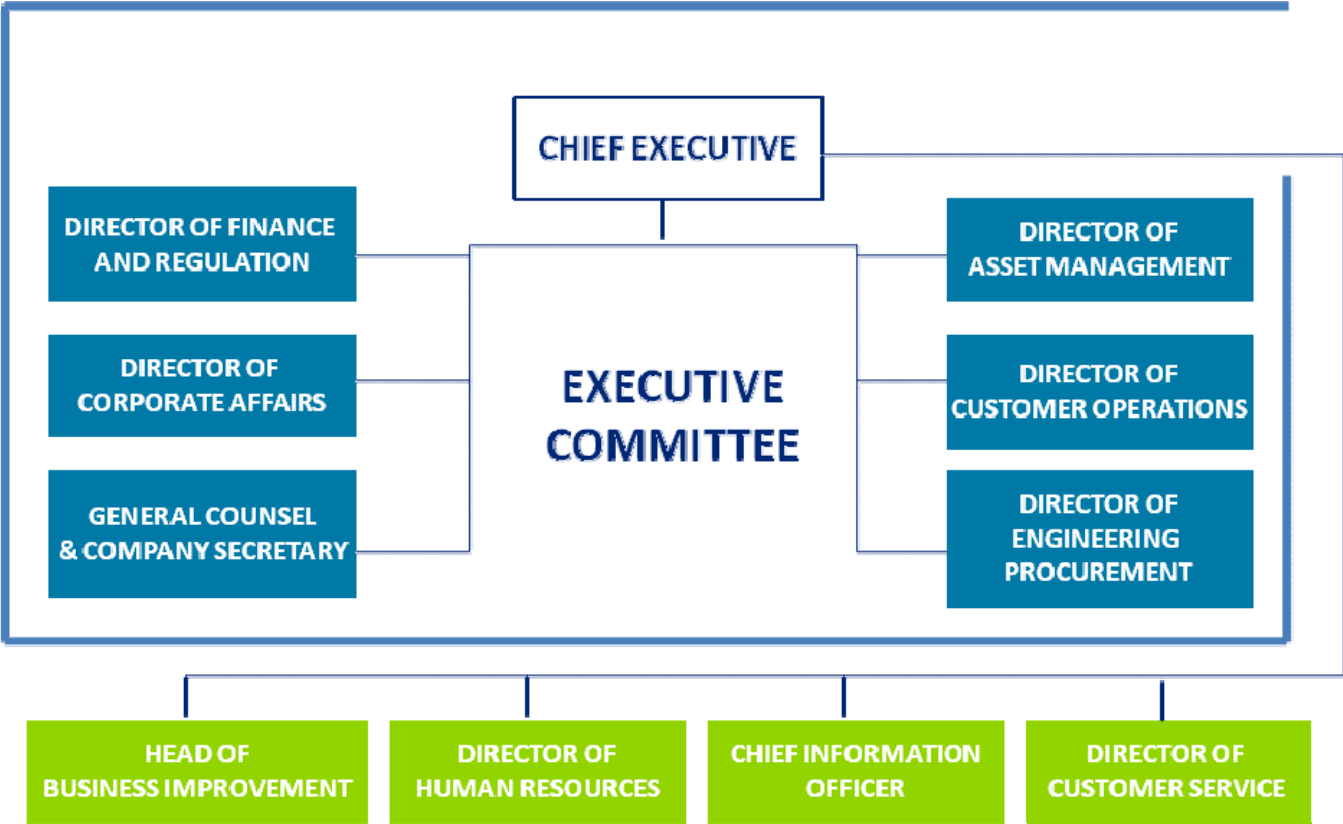 CHIEF EXECUTIVE
DIRECTOR OF FINANCE
AND REGULATION
DIRECTOR OF
CORPORATE AFFAIRS
GENERAL COUNSEL
& COMPANY SECRETARY
EXECUTIVE
COMMITTEE
DIRECTOR OF
ASSET MANAGEMENT
DIRECTOR OF
CUSTOMER OPERATIONS
DIRECTOR OF
ENGINEERING
PROCUREMENT
HEAD OF
BUSINESS IMPROVEMENT
DIRECTOR OF
HUMAN RESOURCES
CHIEF INFORMATION
OFFICER
DIRECTOR OF
CUSTOMER SERVICE